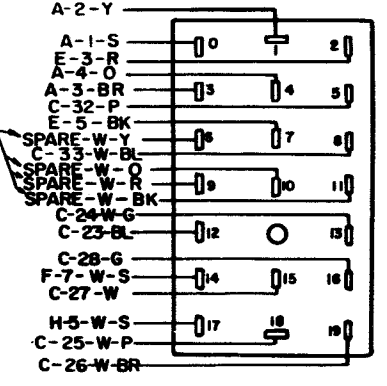 A-2-Y
A-1-S
0 1 2
E-3-R
A-4-O
A-3-BR
3 4 5
C-32-P
E-5-BK
SPARE-W-Y
6 7 8
C-33-W-BL
SPARE-W-O
SPARE-W-R
9 10 11
SPARE-W-BK
C-24-W-G
C-23-BL
12 13
C-28-G
F-7-W-S
14 15 16
C-27-W
H-5-W-S
17 18 19
C-25-W-P
C-26-W-BR